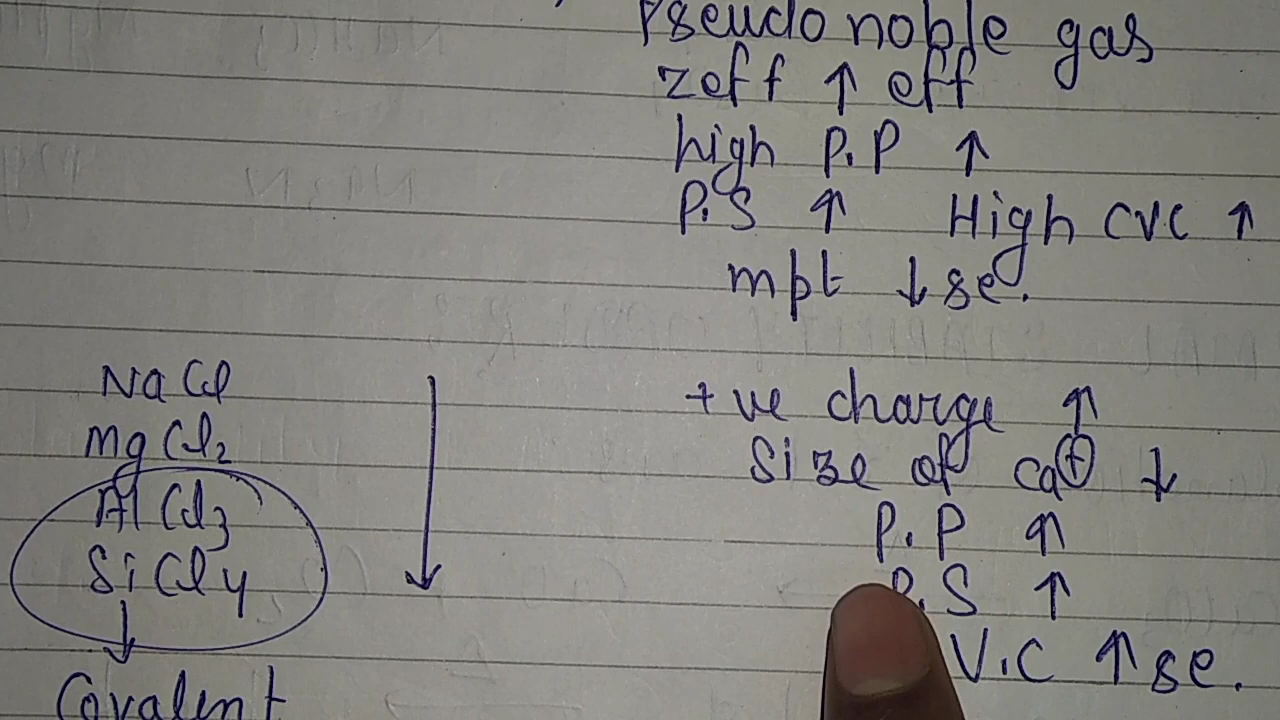 Pseudo noble gas
zeff ↑ eff
high P.P ↑
P.S ↑ High CVC ↑
mpt ↓se.
NaCl
MgCl2
AlCl3
SiCl4
Covalent
+ve charge ↑
Size of cat+ ↓
P.P ↑
P.S ↑
V.C ↑se.